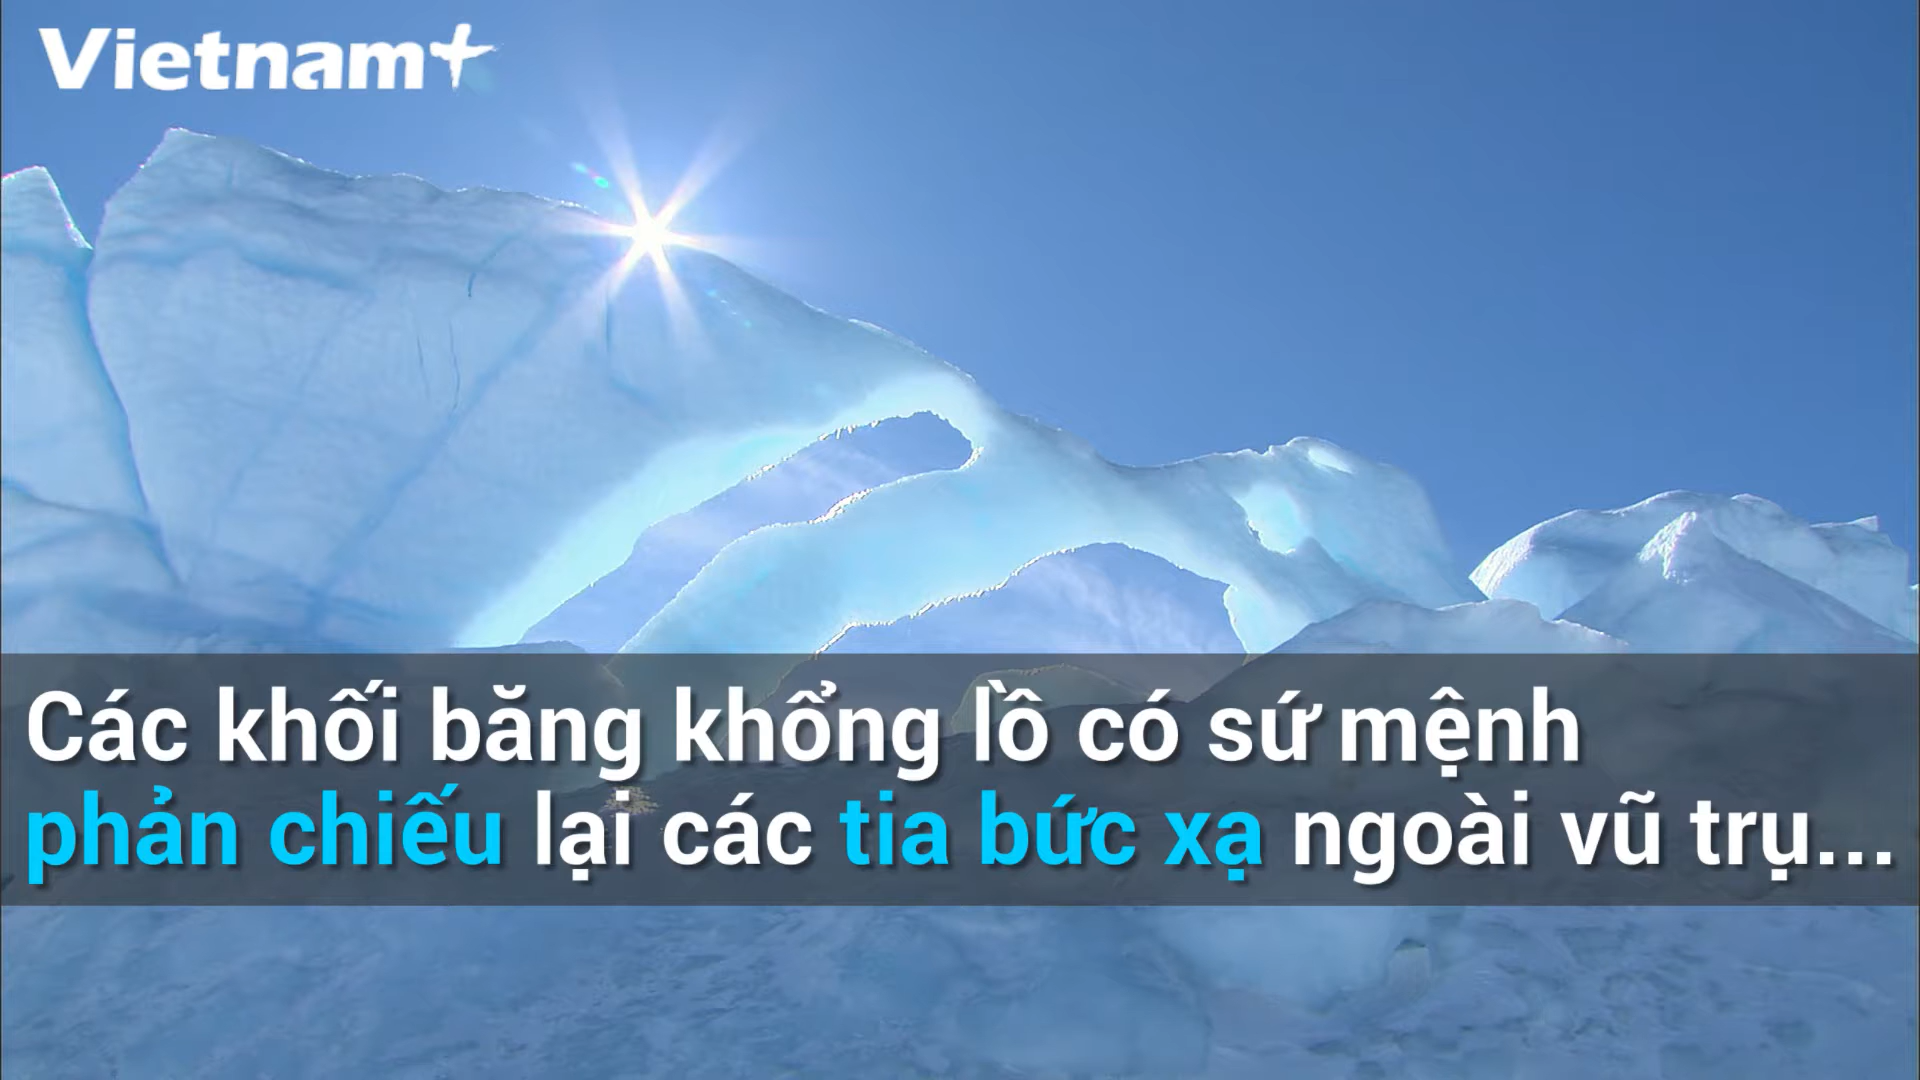 Vietnam+
Các khối băng khổng lồ có sứ mệnh
phản chiếu lại các tia bức xạ ngoài vũ trụ...